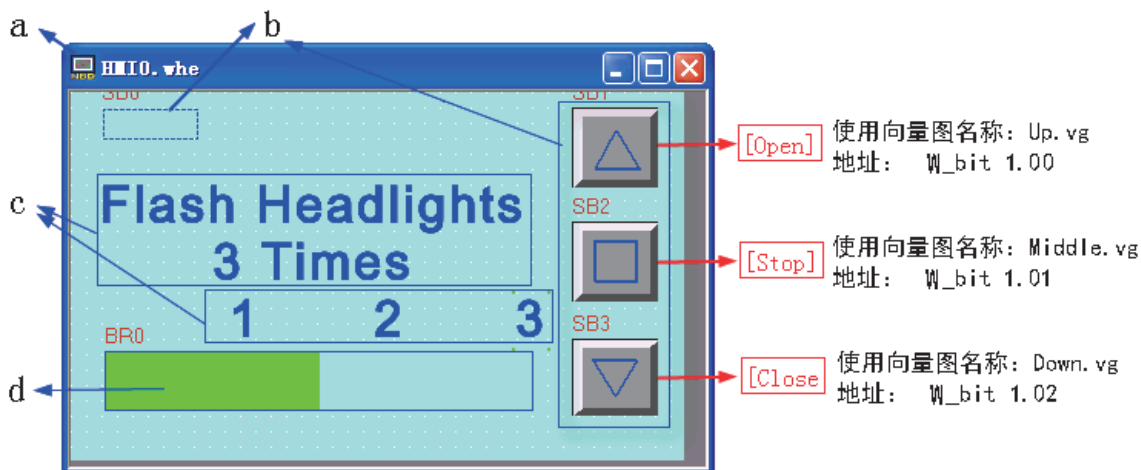 a
b
HMI0.whe
SB0
SB1
[Open]
使用向量图名称：Up.vg
地址： W_bit 1.00
c
Flash Headlights
3 Times
SB2
[Stop]
使用向量图名称：Middle.vg
地址： W_bit 1.01
1 2 3
BR0
SB3
d
[Close
使用向量图名称：Down.vg
地址： W_bit 1.02